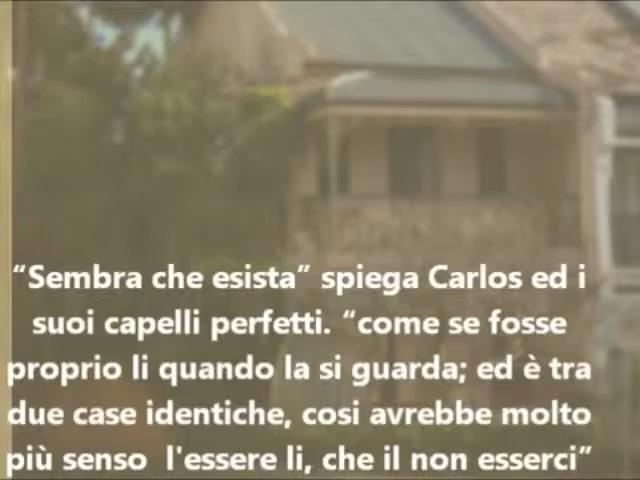 “Sembra che esista” spiega Carlos ed i
suoi capelli perfetti. “come se fosse
proprio li quando la si guarda; ed è tra
due case identiche, cosi avrebbe molto
più senso  l'essere li, che il non esserci”